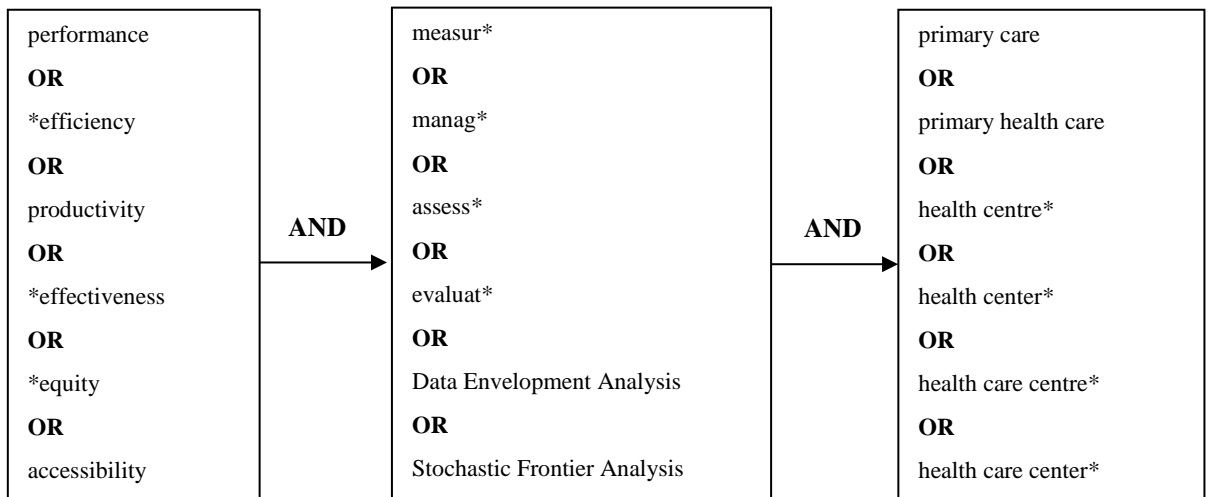 performance
OR
*efficiency
OR
productivity
OR
*effectiveness
OR
*equity
OR
accessibility
AND
measur*
OR
manag*
OR
assess*
OR
evaluat*
OR
Data Envelopment Analysis
OR
Stochastic Frontier Analysis
AND
primary care
OR
primary health care
OR
health centre*
OR
health center*
OR
health care centre*
OR
health care center*